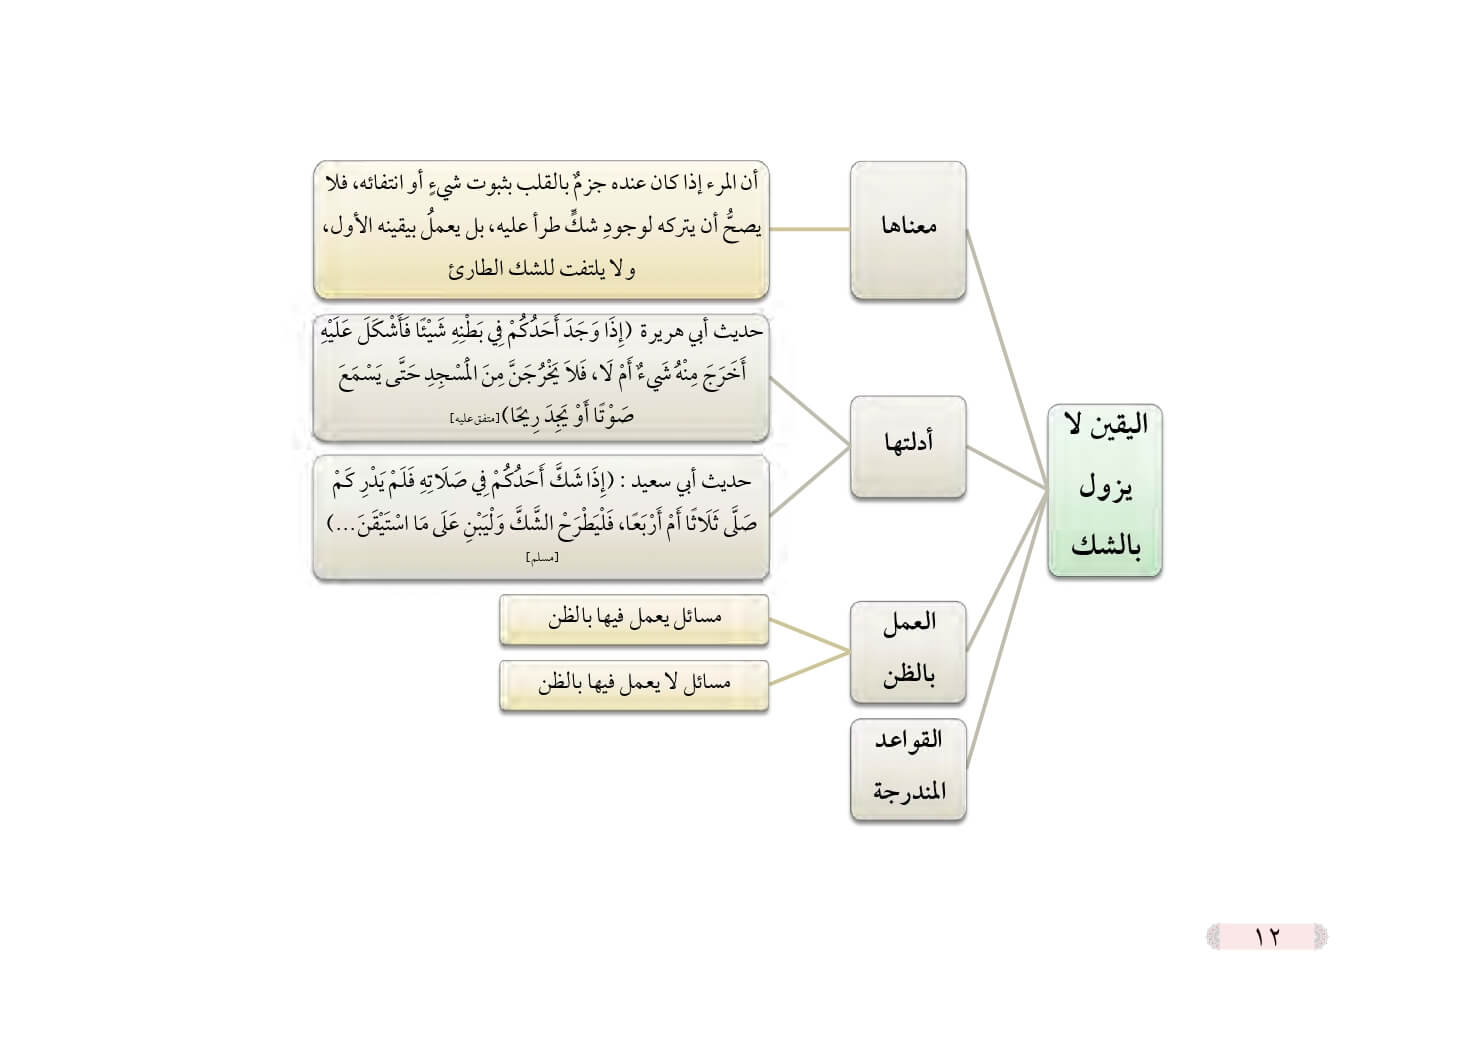 اليقين لا
يزول
بالشك
معناها
أن المرء إذا كان عنده جزمٌ بالقلب بثبوت شيءٍ أو انتفائه، فلا
يصحُّ أن يتركه لوجودِ شكٍّ طرأ عليه، بل يعملُ بيقينه الأول،
ولا يلتفت للشك الطارئ
أدلتها
حديث أبي هريرة (إِذَا وَجَدَ أَحَدُكُمْ فِي بَطْنِهِ شَيْئًا فَأَشْكَلَ عَلَيْهِ
أَخَرَجَ مِنْهُ شَيءٌ أَمْ لَا، فَلاَ يَخْرُجَنَّ مِنَ الْمَسْجِدِ حَتَّى يَسْمَعَ
صَوْتًا أَوْ يَجِدَ رِيحًا)[متفق عليه]
حديث أبي سعيد : (إِذَا شَكَّ أَحَدُكُمْ فِي صَلَاتِهِ فَلَمْ يَدْرِ كَمْ
صَلَّى ثَلَاثًا أَمْ أَرْبَعًا، فَلْيَطْرَحْ الشَّكَّ وَلْيَبْنِ عَلَى مَا اسْتَيْقَنَ...)
[مسلم]
العمل
بالظن
مسائل يعمل فيها بالظن
مسائل لا يعمل فيها بالظن
القواعد
المندرجة
١٢